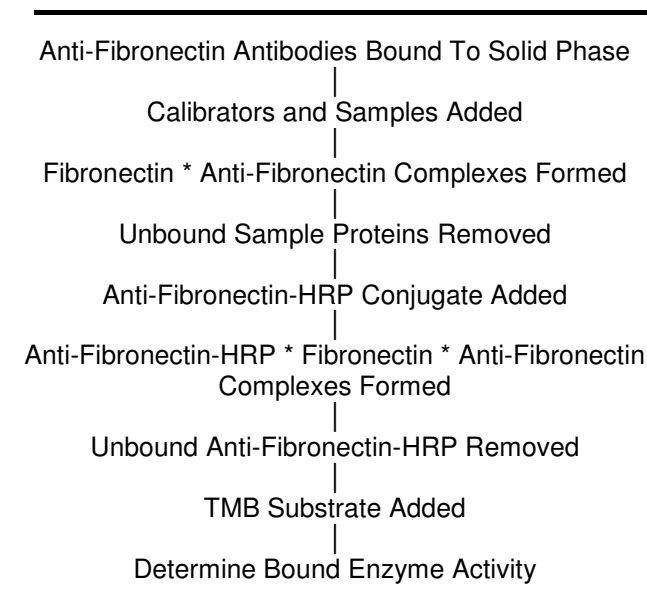 Anti-Fibronectin Antibodies Bound To Solid Phase
Calibrators and Samples Added
Fibronectin * Anti-Fibronectin Complexes Formed
Unbound Sample Proteins Removed
Anti-Fibronectin-HRP Conjugate Added
Anti-Fibronectin-HRP * Fibronectin * Anti-Fibronectin
Complexes Formed
Unbound Anti-Fibronectin-HRP Removed
TMB Substrate Added
Determine Bound Enzyme Activity